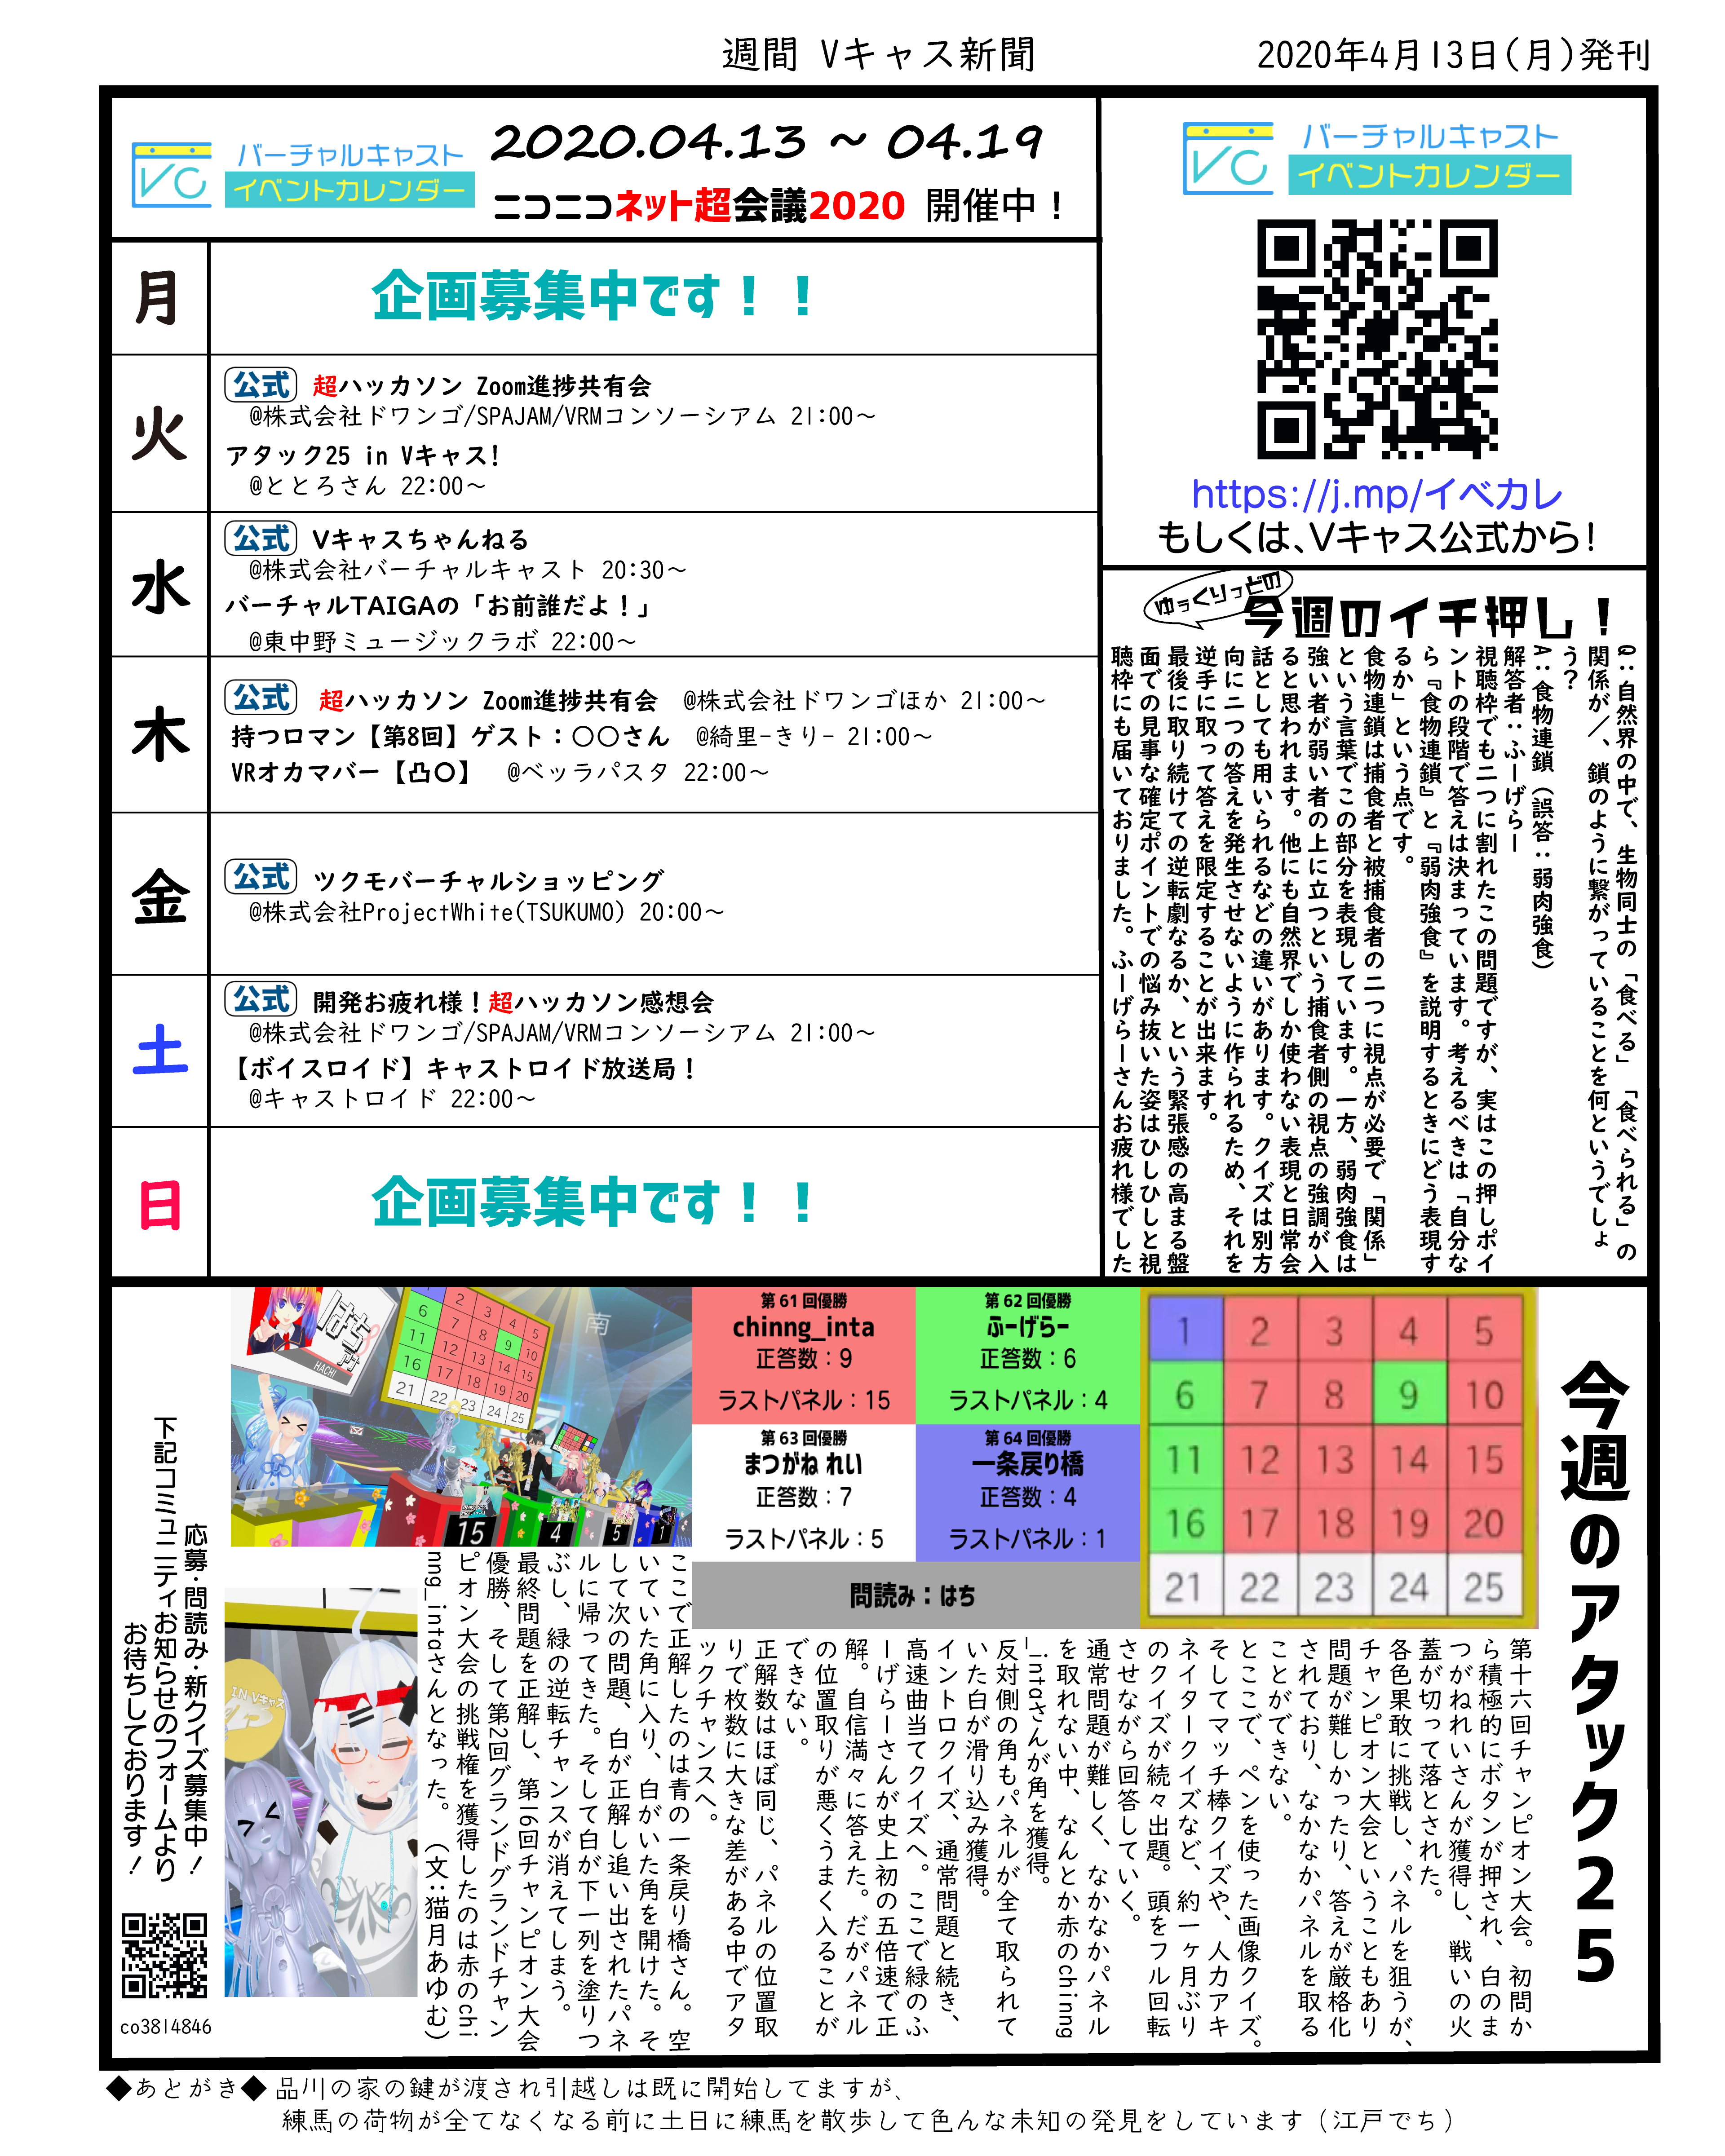 週間 Vキャス新聞
2020年4月13日(月)発刊
バーチャルキャスト
イベントカレンダー
2020.04.13 ~ 04.19
ニコニコネット超会議2020 開催中！
月
企画募集中です！！
火
公式 超ハッカソン Zoom進捗共有会
@株式会社ドワンゴ/SPAJAM/VRMコンソーシアム 21:00～
アタック25 in Vキャス!
@ととろさん 22:00～
水
公式 Vキャスちゃんねる
@株式会社バーチャルキャスト 20:30～
バーチャルTAIGAの「お前誰だよ！」
@東中野ミュージックラボ 22:00～
木
公式 超ハッカソン Zoom進捗共有会 @株式会社ドワンゴほか 21:00～
持つロマン【第8回】ゲスト：〇〇さん @綺里-きり- 21:00～
VRオカマバー【凸〇】 @ベッラパスタ 22:00～
金
公式 ツクモバーチャルショッピング
@株式会社ProjectWhite(TSUKUMO) 20:00～
土
公式 開発お疲れ様！超ハッカソン感想会
@株式会社ドワンゴ/SPAJAM/VRMコンソーシアム 21:00～
【ボイスロイド】キャストロイド放送局！
@キャストロイド 22:00～
日
企画募集中です！！
バーチャルキャスト
イベントカレンダー
https://j.mp/イベカレ
もしくは、Vキャス公式から!
ゆっくりっどの
今週のイチ押し！
Q：自然界の中で、生物同士の「食べる」「食べられる」の
関係が／、鎖のように繋がっていることを何というでしょ
う？
A：食物連鎖（誤答：弱肉強食）
解答者：ふーげらー
視聴枠でも二つに割れたこの問題ですが、実はこの押しポイ
ントの段階で答えは決まっています。考えるべきは「自分な
ら『食物連鎖』と『弱肉強食』を説明するときにどう表現す
るか」という点です。
食物連鎖は捕食者と被捕食者の二つに視点が必要で「関係」
という言葉でこの部分を表現しています。一方、弱肉強食は
強い者が弱い者の上に立つという捕食者側の視点の強調が入
ると思われます。他にも自然界でしか使わない表現と日常会
話としても用いられるなどの違いがあります。クイズは別方
向に二つの答えを発生させないように作られるため、それを
逆手に取って答えを限定することが出来ます。
最後に取り続けての逆転劇なるか、という緊張感の高まる盤
面での見事な確定ポイントでの悩み抜いた姿はひしひしと視
聴枠にも届いておりました。ふーげらーさんお疲れ様でした
今週のアタック25
1 2 3 4 5
6 7 8 9 10
11 12 13 14 15
16 17 18 19 20
21 22 23 24 25
第61回優勝
chinng_inta
正答数：9
ラストパネル：15
第62回優勝
ふーげらー
正答数：6
ラストパネル：4
第63回優勝
まつがね れい
正答数：7
ラストパネル：5
第64回優勝
一条戻り橋
正答数：4
ラストパネル：1
問読み：はち
はち
アナ
HACHI
南
1 2 3 4 5
6 7 8 9 10
11 12 13 14 15
16 17 18 19 20
21 22 23 24 25
15 4 5 1
第十六回チャンピオン大会。初問か
ら積極的にボタンが押され、白のま
つがねれいさんが獲得し、戦いの火
蓋が切って落とされた。
各色果敢に挑戦し、パネルを狙うが、
チャンピオン大会ということもあり
問題が難しかったり、答えが厳格化
されており、なかなかパネルを取る
ことができない。
とここで、ペンを使った画像クイズ。
そしてマッチ棒クイズや、人力アキ
ネイタークイズなど、約一ヶ月ぶり
のクイズが続々出題。頭をフル回転
させながら回答していく。
通常問題が難しく、なかなかパネル
を取れない中、なんとか赤のching
_intaさんが角を獲得。
反対側の角もパネルが全て取られて
いた白が滑り込み獲得。
イントロクイズ、通常問題と続き、
高速曲当てクイズへ。ここで緑のふ
ーげらーさんが史上初の五倍速で正
解。自信満々に答えた。だがパネル
の位置取りが悪くうまく入ることが
できない。
正解数はほぼ同じ、パネルの位置取
りで枚数に大きな差がある中でアタ
ックチャンスへ。
ここで正解したのは青の一条戻り橋さん。空
いていた角に入り、白がいた角を開けた。そ
して次の問題、白が正解し追い出されたパネ
ルに帰ってきた。そして白が下一列を塗りつ
ぶし、緑の逆転チャンスが消えてしまう。
最終問題を正解し、第16回チャンピオン大会
優勝、そして第2回グランドグランドチャン
ピオン大会の挑戦権を獲得したのは赤のchi
nng_intaさんとなった。（文：猫月あゆむ）
IN Vキャス
応募・問読み・新クイズ募集中！
下記コミュニティお知らせのフォームより
お待ちしております！
co3814846
◆あとがき◆ 品川の家の鍵が渡され引越しは既に開始してますが、
練馬の荷物が全てなくなる前に土日に練馬を散歩して色んな未知の発見をしています（江戸でち）